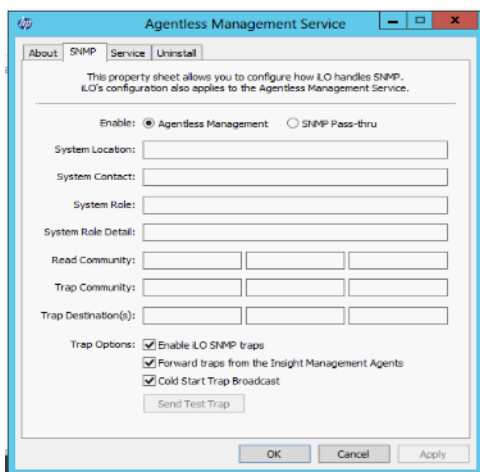 hp
Agentless Management Service
About SNMP Service Uninstall
This property sheet allows you to configure how iLO handles SNMP.
iLO's configuration also applies to the Agentless Management Service.
Enable: Agentless Management SNMP Pass-thru
System Location:
System Contact:
System Role:
System Role Detail:
Read Community:
Trap Community:
Trap Destination(s):
Trap Options: Enable iLO SNMP traps
Forward traps from the Insight Management Agents
Cold Start Trap Broadcast
Send Test Trap
OK Cancel Apply